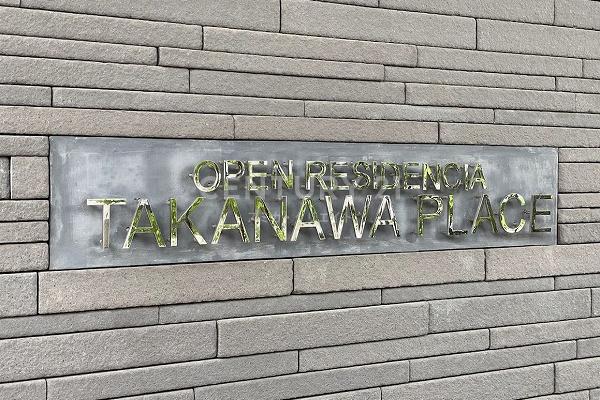 OPEN RESIDENCIA
TAKANAWA PLACE